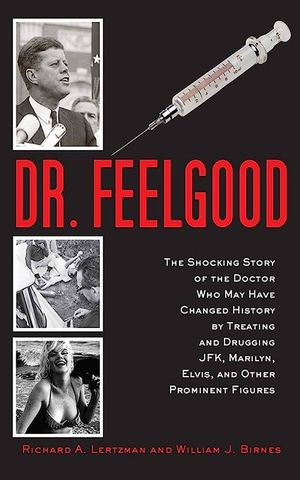 DR. FEELGOOD
THE SHOCKING STORY
OF THE DOCTOR
WHO MAY HAVE
CHANGED HISTORY
BY TREATING
AND DRUGGING
JFK, MARILYN,
ELVIS, AND OTHER
PROMINENT FIGURES
RICHARD A. LERTZMAN AND WILLIAM J. BIRNES